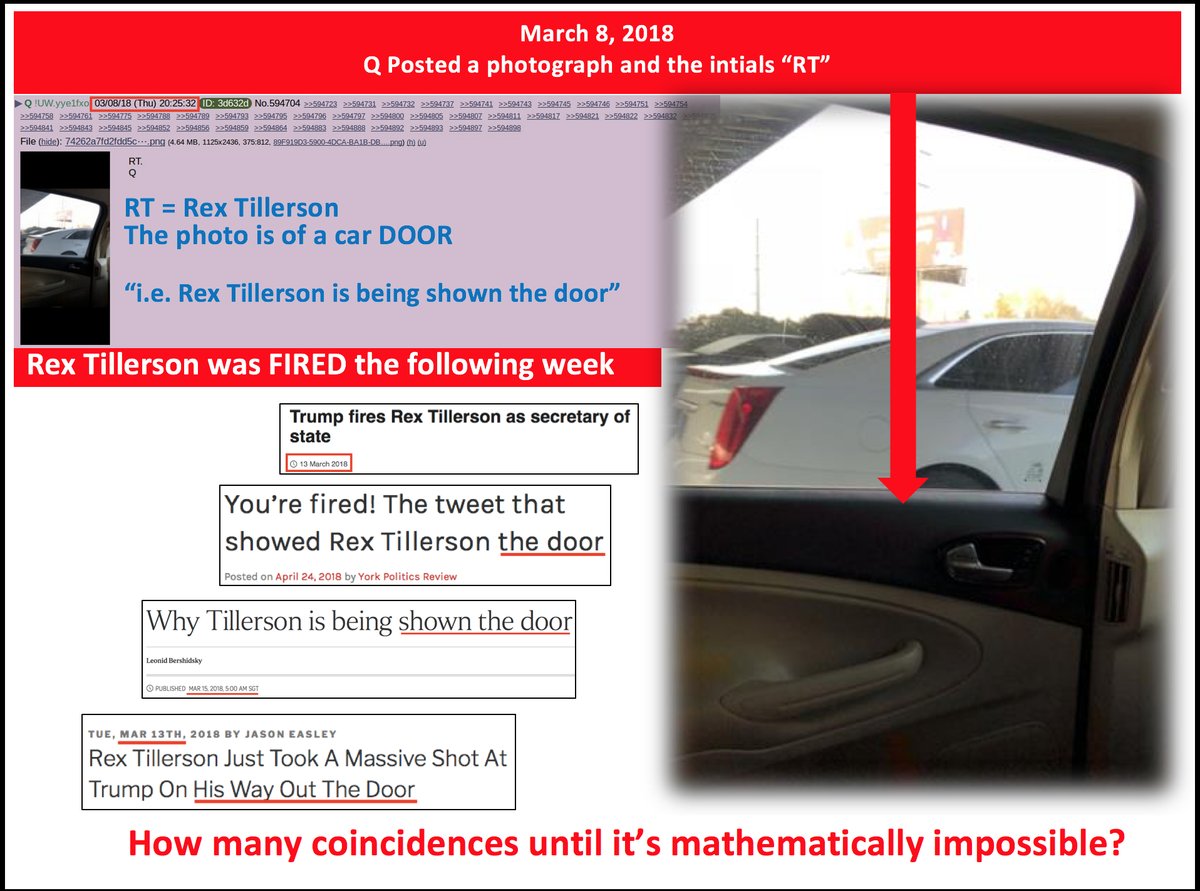 March 8, 2018
Q Posted a photograph and the intials “RT”
▶ Q !UW.yye1fxo 03/08/18 (Thu) 20:25:32 ID: 3d632d) No.594704 >>594723 >>594731 >>594732 >>594737 >>594741 >>594743 >>594745 >>594746 >>594751 >>594754
>>594758 >>594761 >>594775 >>594788 >>594789 >>594793 >>594795 >>594796 >>594797 >>594800 >>594805 >>594807 >>594811 >>594817 >>594821 >>594822 >>594832
>>594841 >>594843 >>594845 >>594852 >>594856 >>594859 >>594864 >>594883 >>594888 >>594892 >>594893 >>594897 >>594898
File (hide): 74262a7fd2fdd5c⋯.png (4.64 MB, 1125x2436, 375:812, 89F919D3-5900-4DCA-BA1B-DB….png) (h) (u)
RT.
Q
RT = Rex Tillerson
The photo is of a car DOOR
“i.e. Rex Tillerson is being shown the door”
Rex Tillerson was FIRED the following week
Trump fires Rex Tillerson as secretary of
state
13 March 2018
You’re fired! The tweet that
showed Rex Tillerson the door
Posted on April 24, 2018 by York Politics Review
Why Tillerson is being shown the door
Leonid Bershidsky
PUBLISHED MAR 15, 2018, 5:00 AM SGT
TUE, MAR 13TH, 2018 BY JASON EASLEY
Rex Tillerson Just Took A Massive Shot At
Trump On His Way Out The Door
How many coincidences until it’s mathematically impossible?